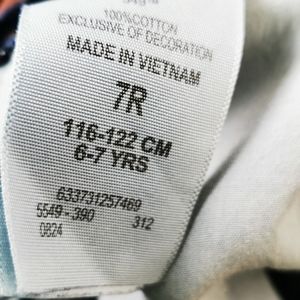 100%COTTON
EXCLUSIVE OF DECORATION
MADE IN VIETNAM
7R
116-122 CM
6-7 YRS
633731257469
5549 - 390 312
0824